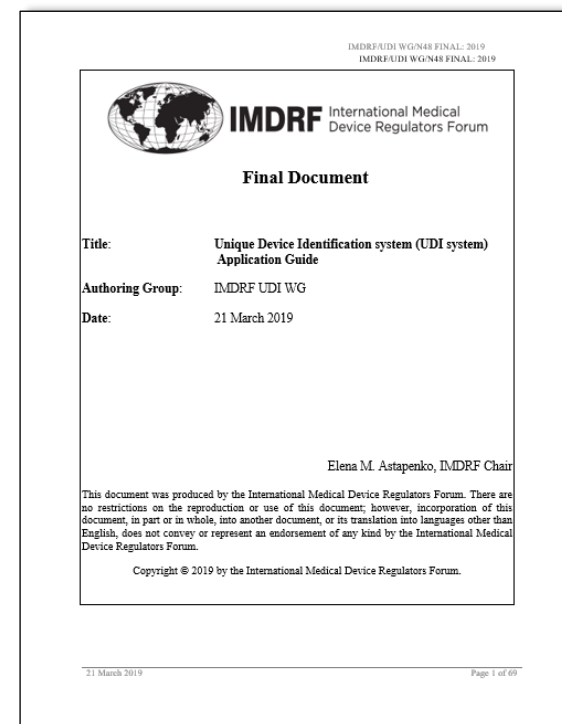 IMDRF/UDI WG/N48 FINAL: 2019
IMDRF/UDI WG/N48 FINAL: 2019
IMDRF International Medical
Device Regulators Forum
Final Document
Title: Unique Device Identification system (UDI system)
Application Guide
Authoring Group: IMDRF UDI WG
Date: 21 March 2019
Elena M. Astapenko, IMDRF Chair
This document was produced by the International Medical Device Regulators Forum. There are
no restrictions on the reproduction or use of this document; however, incorporation of this
document, in part or in whole, into another document, or its translation into languages other than
English, does not convey or represent an endorsement of any kind by the International Medical
Device Regulators Forum.
Copyright © 2019 by the International Medical Device Regulators Forum.
21 March 2019 Page 1 of 69